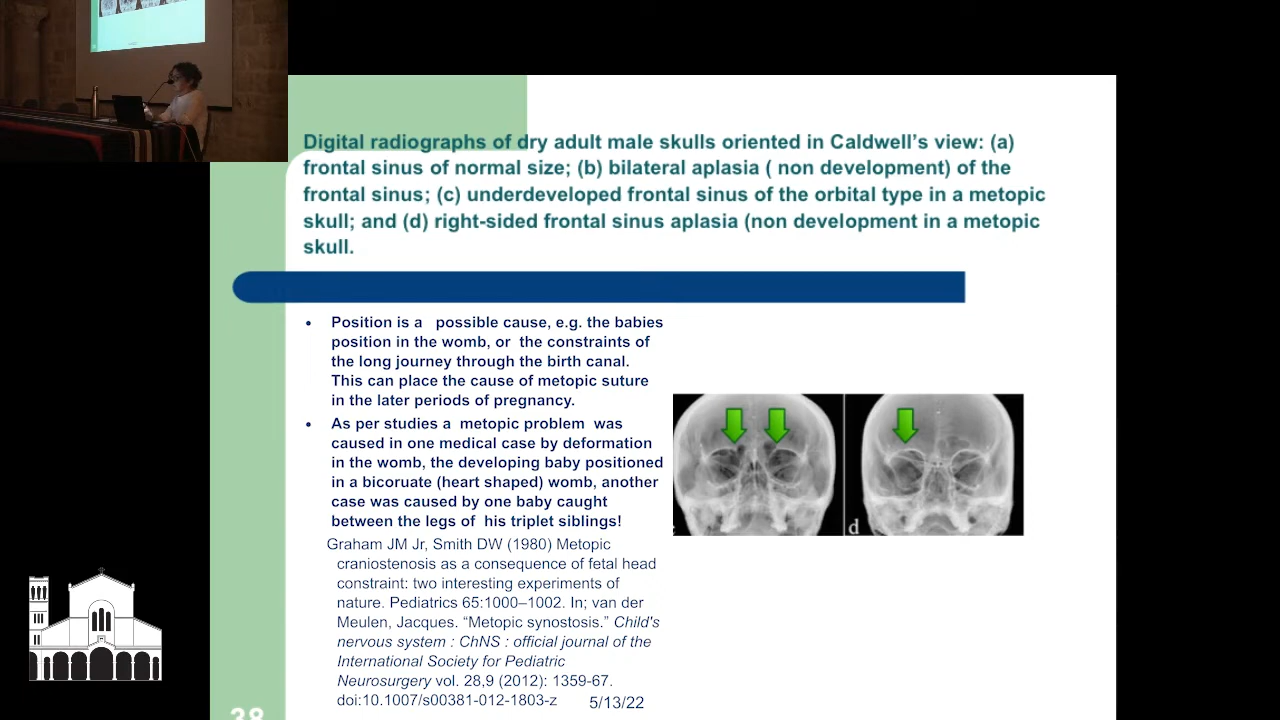 Digital radiographs of dry adult male skulls oriented in Caldwell's view: (a)
frontal sinus of normal size; (b) bilateral aplasia ( non development) of the
frontal sinus; (c) underdeveloped frontal sinus of the orbital type in a metopic
skull; and (d) right-sided frontal sinus aplasia (non development in a metopic
skull.
• Position is a possible cause, e.g. the babies
position in the womb, or the constraints of
the long journey through the birth canal.
This can place the cause of metopic suture
in the later periods of pregnancy.
• As per studies a metopic problem was
caused in one medical case by deformation
in the womb, the developing baby positioned
in a bicoruate (heart shaped) womb, another
case was caused by one baby caught
between the legs of his triplet siblings!
Graham JM Jr, Smith DW (1980) Metopic
craniostenosis as a consequence of fetal head
constraint: two interesting experiments of
nature. Pediatrics 65:1000–1002. In; van der
Meulen, Jacques. “Metopic synostosis.” Child's
nervous system : ChNS : official journal of the
International Society for Pediatric
Neurosurgery vol. 28,9 (2012): 1359-67.
doi:10.1007/s00381-012-1803-z
d
5/13/22
38